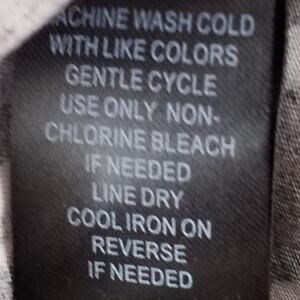 MACHINE WASH COLD
WITH LIKE COLORS
GENTLE CYCLE
USE ONLY NON-
CHLORINE BLEACH
IF NEEDED
LINE DRY
COOL IRON ON
REVERSE
IF NEEDED